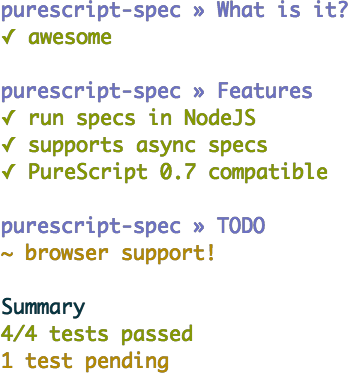 purescript-spec » What is it?
✓ awesome
purescript-spec » Features
✓ run specs in NodeJS
✓ supports async specs
✓ PureScript 0.7 compatible
purescript-spec » TODO
~ browser support!
Summary
4/4 tests passed
1 test pending